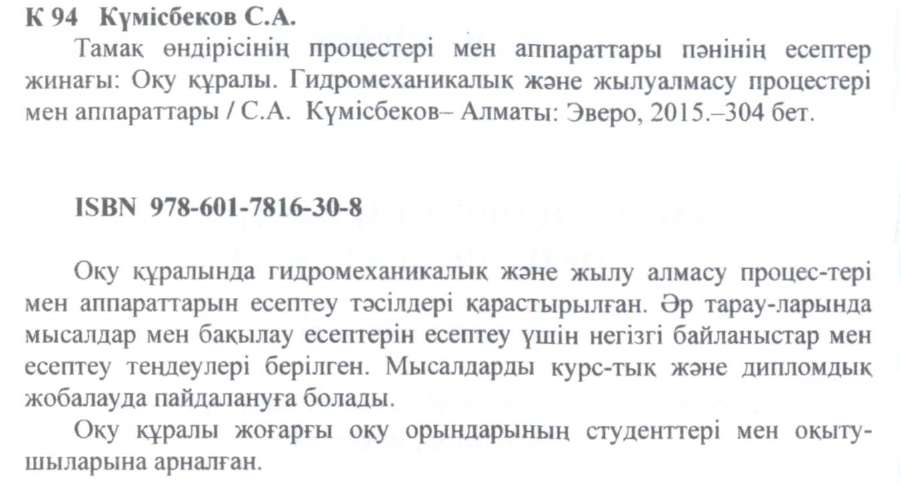 К 94 Күмісбеков С.А.
Тамақ өндірісінің процестері мен аппараттары пәнінің есептер
жинағы: Оқу құралы. Гидромеханикалық және жылуалмасу процестері
мен аппараттары / С.А. Күмісбеков– Алматы: Эверо, 2015.–304 бет.
ISBN 978-601-7816-30-8
Оқу құралында гидромеханикалық және жылу алмасу процес-тері
мен аппараттарын есептеу тәсілдері қарастырылған. Әр тарау-ларында
мысалдар мен бақылау есептерін есептеу үшін негізгі байланыстар мен
есептеу теңдеулері берілген. Мысалдарды курс-тық және дипломдық
жобалауда пайдалануға болады.
Оқу құралы жоғарғы оқу орындарының студенттері мен оқыту-
шыларына арналған.